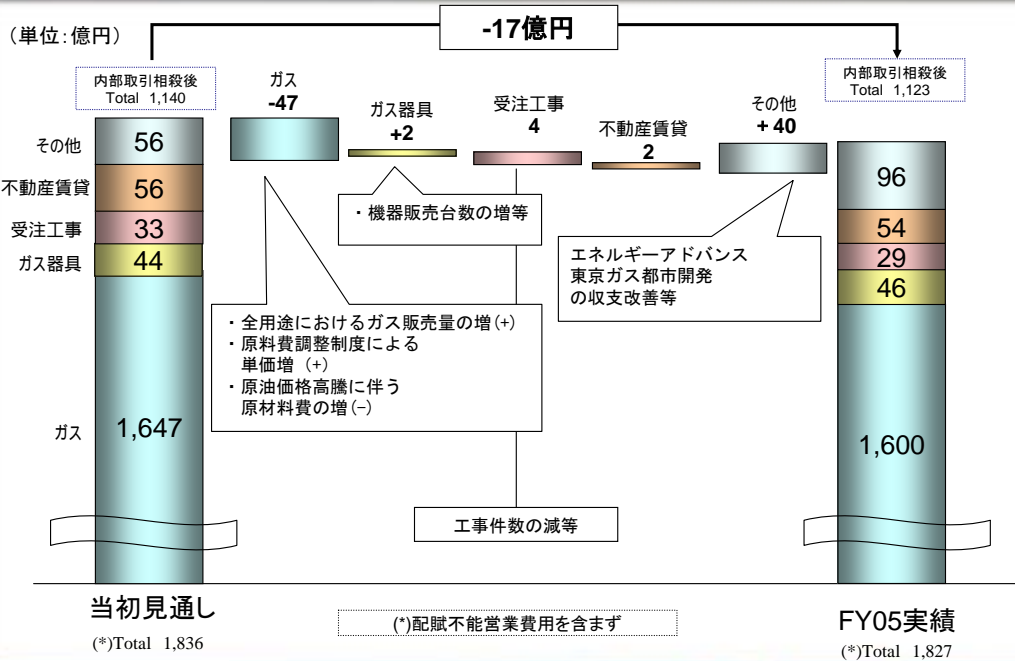 (単位:億円)
-17億円
内部取引相殺後
Total 1,140
内部取引相殺後
Total 1,123
ガス
-47
ガス器具
+2
受注工事
4
不動産賃貸
2
その他
+ 40
その他
56
不動産賃貸
56
受注工事
33
ガス器具
44
ガス
1,647
96
54
29
46
1,600
・機器販売台数の増等
エネルギーアドバンス
東京ガス都市開発
の収支改善等
・全用途におけるガス販売量の増(+)
・原料費調整制度による
単価増 (+)
・原油価格高騰に伴う
原材料費の増(−)
工事件数の減等
当初見通し
(*)Total 1,836
(*)配賦不能営業費用を含まず
FY05実績
(*)Total 1,827